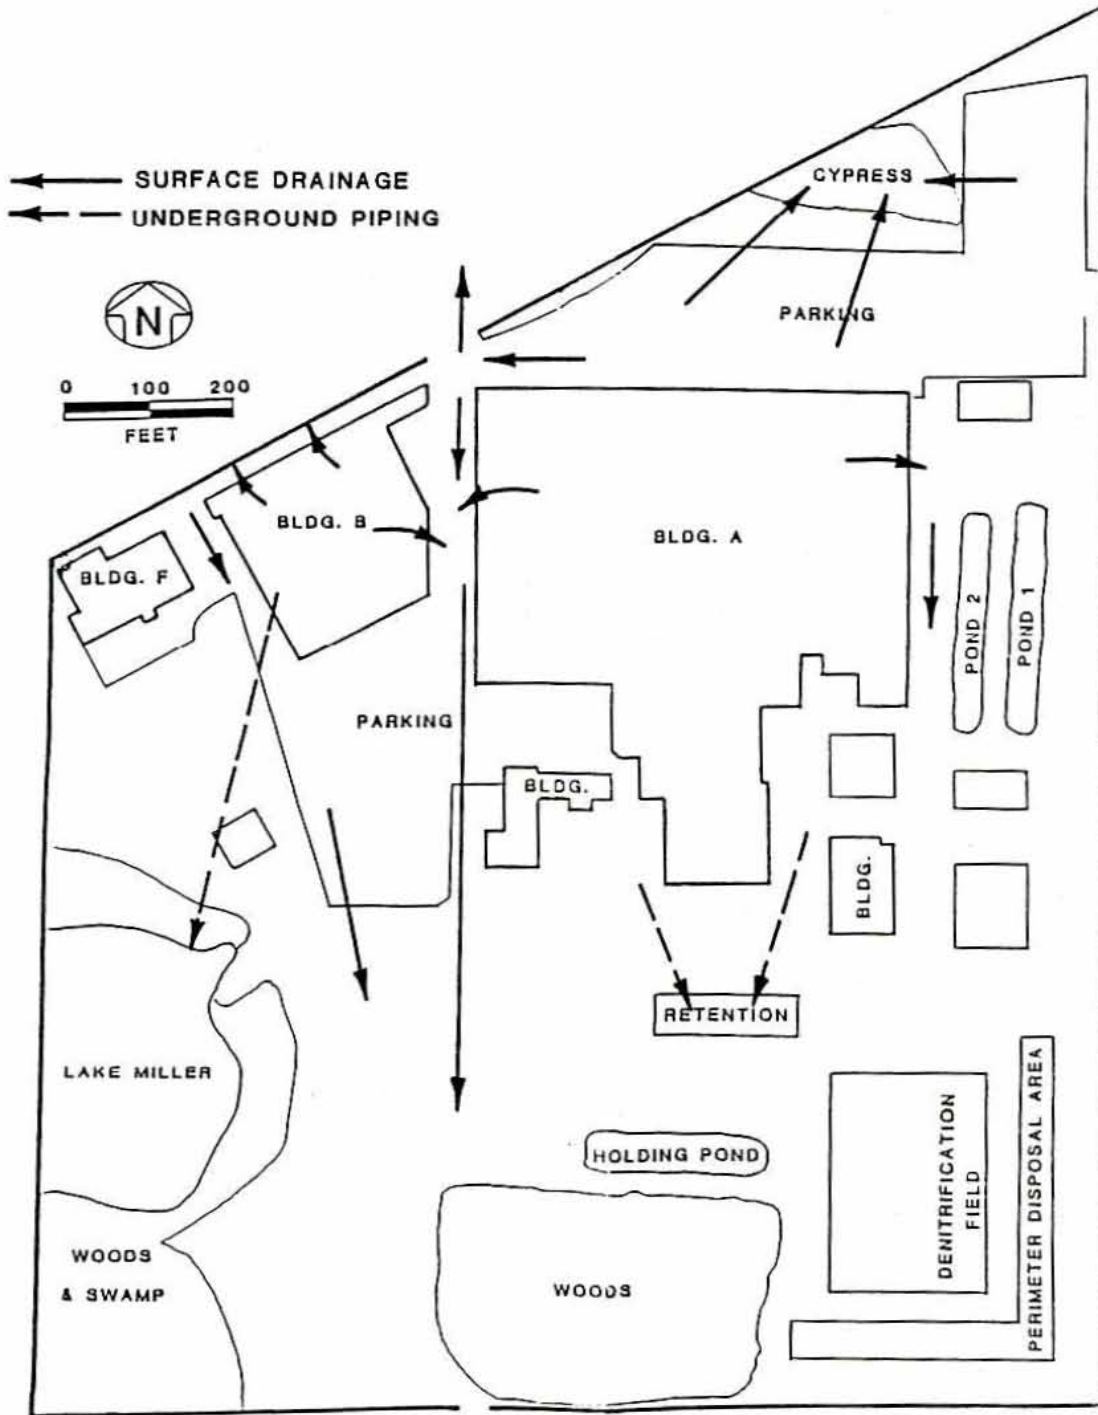 SURFACE DRAINAGE
UNDERGROUND PIPING
CYPRESS
N
PARKING
0 100 200
FEET
BLDG. B
BLDG. A
BLDG. F
POND 2
POND 1
PARKING
BLDG.
BLDG.
RETENTION
LAKE MILLER
HOLDING POND
DENITRIFICATION
FIELD
PERIMETER DISPOSAL AREA
WOODS
& SWAMP
WOODS